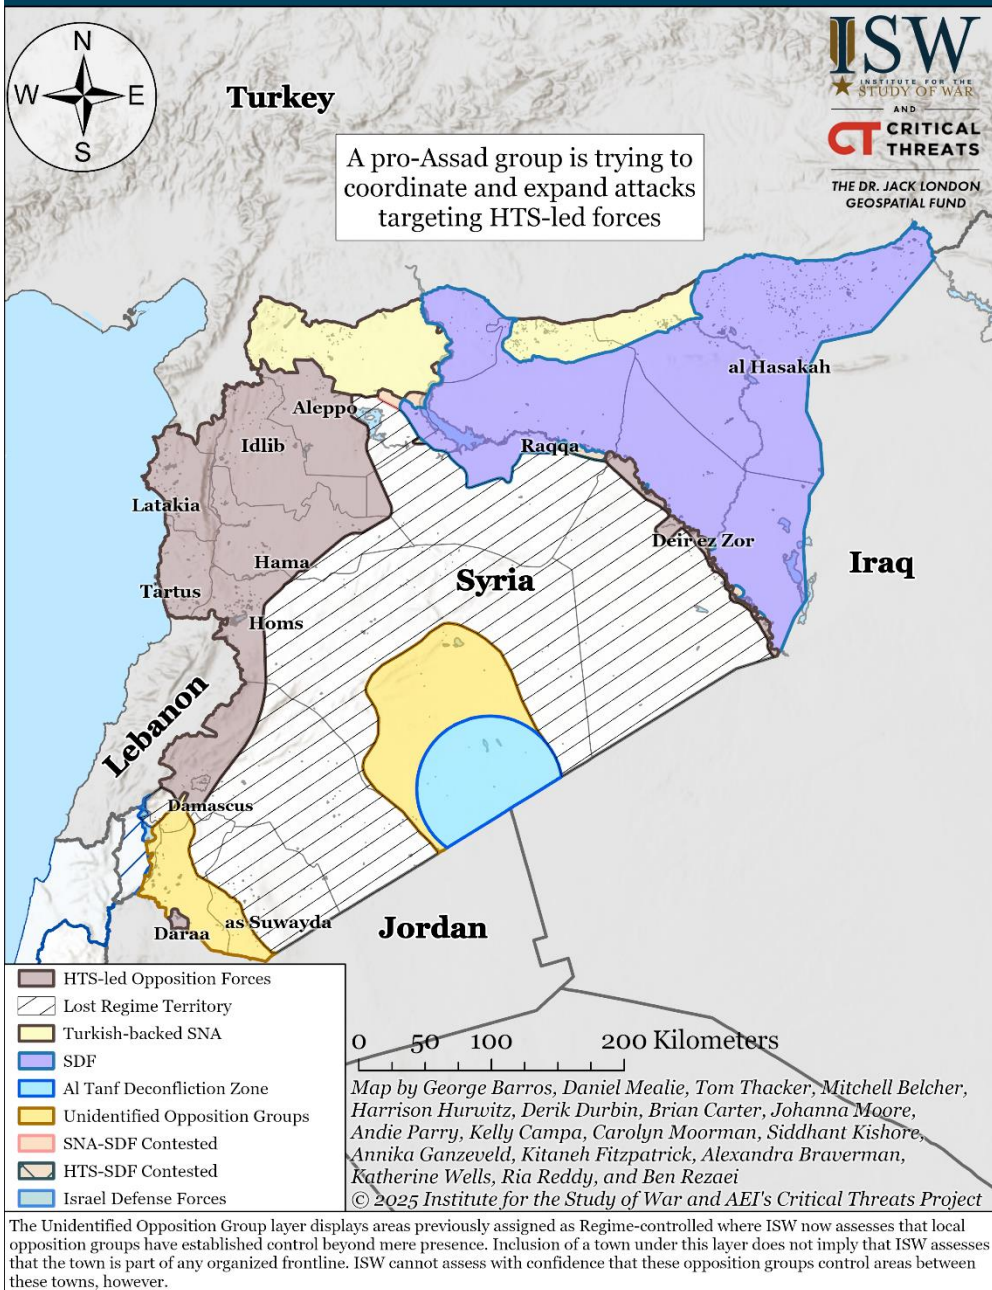 N
W E
S
Turkey
ISW
INSTITUTE FOR THE
STUDY OF WAR
AND
CT CRITICAL
THREATS
THE DR. JACK LONDON
GEOSPATIAL FUND
A pro-Assad group is trying to
coordinate and expand attacks
targeting HTS-led forces
al Hasakah
Aleppo
Idlib
Raqqa
Latakia
Deir ez Zor
Iraq
Hama
Syria
Tartus
Homs
Lebanon
Damascus
as Suwayda
Daraa
Jordan
HTS-led Opposition Forces
Lost Regime Territory
Turkish-backed SNA
SDF
Al Tanf Deconfliction Zone
Unidentified Opposition Groups
SNA-SDF Contested
HTS-SDF Contested
Israel Defense Forces
0 50 100 200 Kilometers
Map by George Barros, Daniel Mealie, Tom Thacker, Mitchell Belcher,
Harrison Hurwitz, Derik Durbin, Brian Carter, Johanna Moore,
Andie Parry, Kelly Campa, Carolyn Moorman, Siddhant Kishore,
Annika Ganzeveld, Kitaneh Fitzpatrick, Alexandra Braverman,
Katherine Wells, Ria Reddy, and Ben Rezaei
© 2025 Institute for the Study of War and AEI's Critical Threats Project
The Unidentified Opposition Group layer displays areas previously assigned as Regime-controlled where ISW now assesses that local
opposition groups have established control beyond mere presence. Inclusion of a town under this layer does not imply that ISW assesses
that the town is part of any organized frontline. ISW cannot assess with confidence that these opposition groups control areas between
these towns, however.